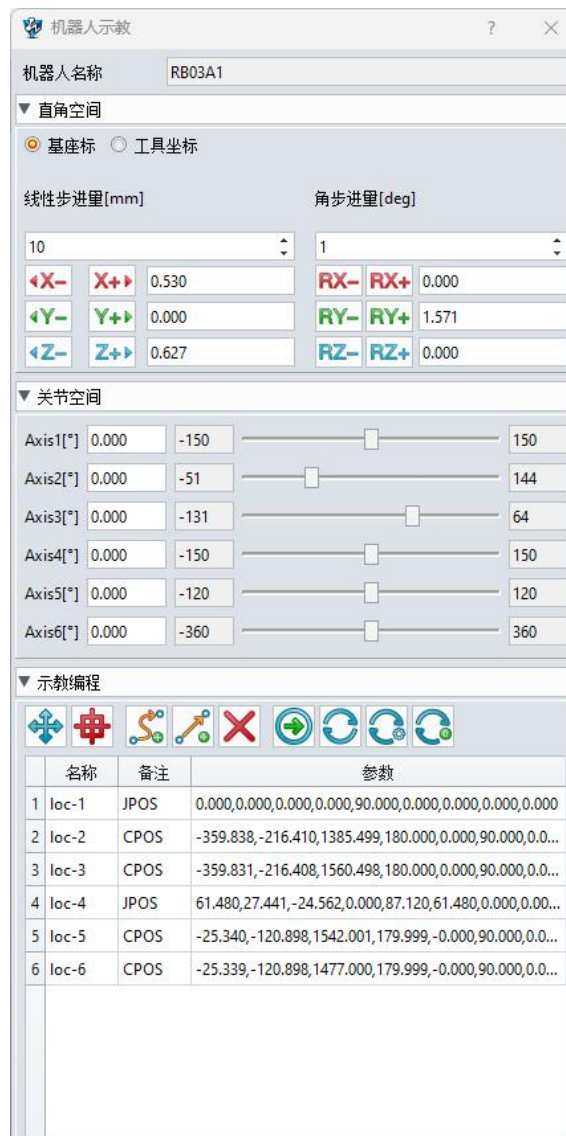 机器人示教 ?
机器人名称 RB03A1
直角空间
基座标 工具坐标
线性步进量[mm] 角步进量[deg]
10 1
X− X+ 0.530 RX− RX+ 0.000
Y− Y+ 0.000 RY− RY+ 1.571
Z− Z+ 0.627 RZ− RZ+ 0.000
关节空间
Axis1[°] 0.000 -150 150
Axis2[°] 0.000 -51 144
Axis3[°] 0.000 -131 64
Axis4[°] 0.000 -150 150
Axis5[°] 0.000 -120 120
Axis6[°] 0.000 -360 360
示教编程
名称 备注 参数
1 loc-1 JPOS 0.000,0.000,0.000,0.000,90.000,0.000,0.000,0.000,0.000
2 loc-2 CPOS -359.838,-216.410,1385.499,180.000,0.000,90.000,0.0...
3 loc-3 CPOS -359.831,-216.408,1560.498,180.000,0.000,90.000,0.0...
4 loc-4 JPOS 61.480,27.441,-24.562,0.000,87.120,61.480,0.000,0.00...
5 loc-5 CPOS -25.340,-120.898,1542.001,179.999,-0.000,90.000,0.0...
6 loc-6 CPOS -25.339,-120.898,1477.000,179.999,-0.000,90.000,0.0...